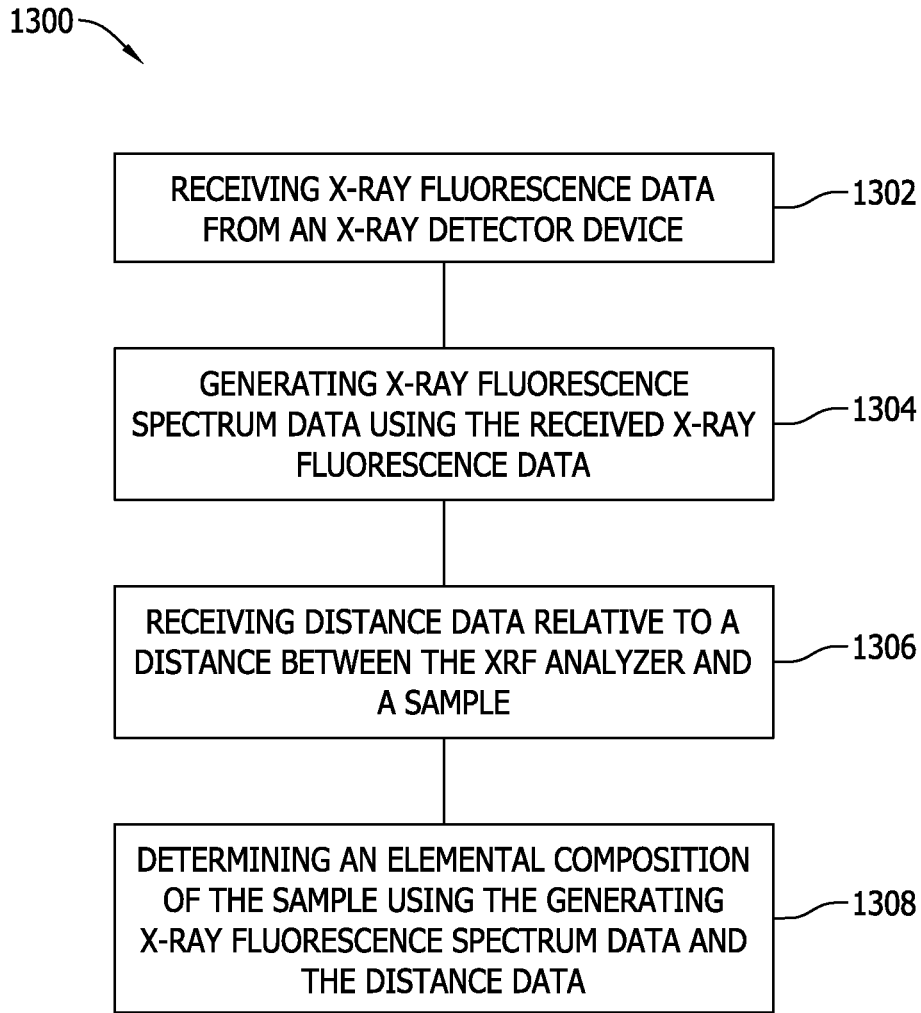 1300
RECEIVING X-RAY FLUORESCENCE DATA
FROM AN X-RAY DETECTOR DEVICE
1302
GENERATING X-RAY FLUORESCENCE
SPECTRUM DATA USING THE RECEIVED X-RAY
FLUORESCENCE DATA
1304
RECEIVING DISTANCE DATA RELATIVE TO A
DISTANCE BETWEEN THE XRF ANALYZER AND
A SAMPLE
1306
DETERMINING AN ELEMENTAL COMPOSITION
OF THE SAMPLE USING THE GENERATING
X-RAY FLUORESCENCE SPECTRUM DATA AND
THE DISTANCE DATA
1308